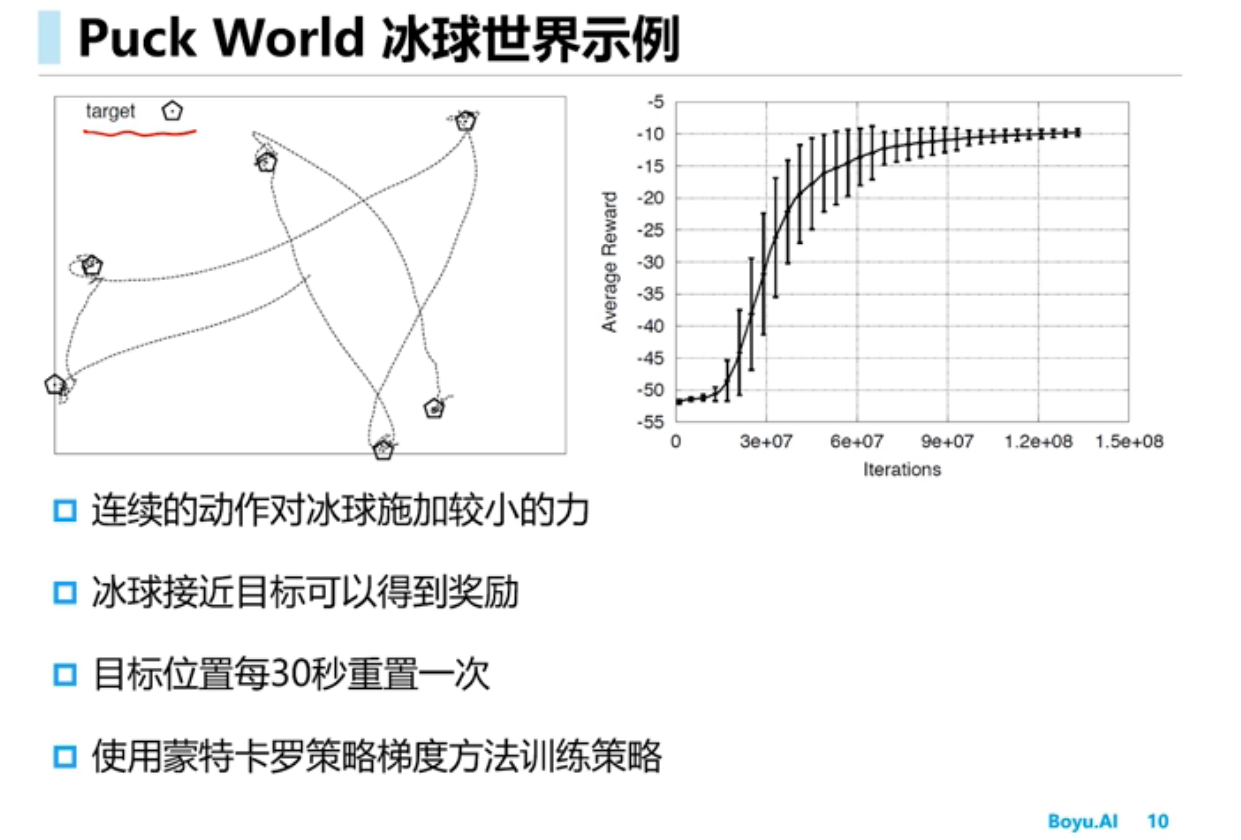 Puck World 冰球世界示例
target
-5
-10
-15
-20
-25
-30
-35
-40
-45
-50
-55
Average Reward
0 3e+07 6e+07 9e+07 1.2e+08 1.5e+08
Iterations
连续的动作对冰球施加较小的力
冰球接近目标可以得到奖励
目标位置每30秒重置一次
使用蒙特卡罗策略梯度方法训练策略
Boyu.AI 10